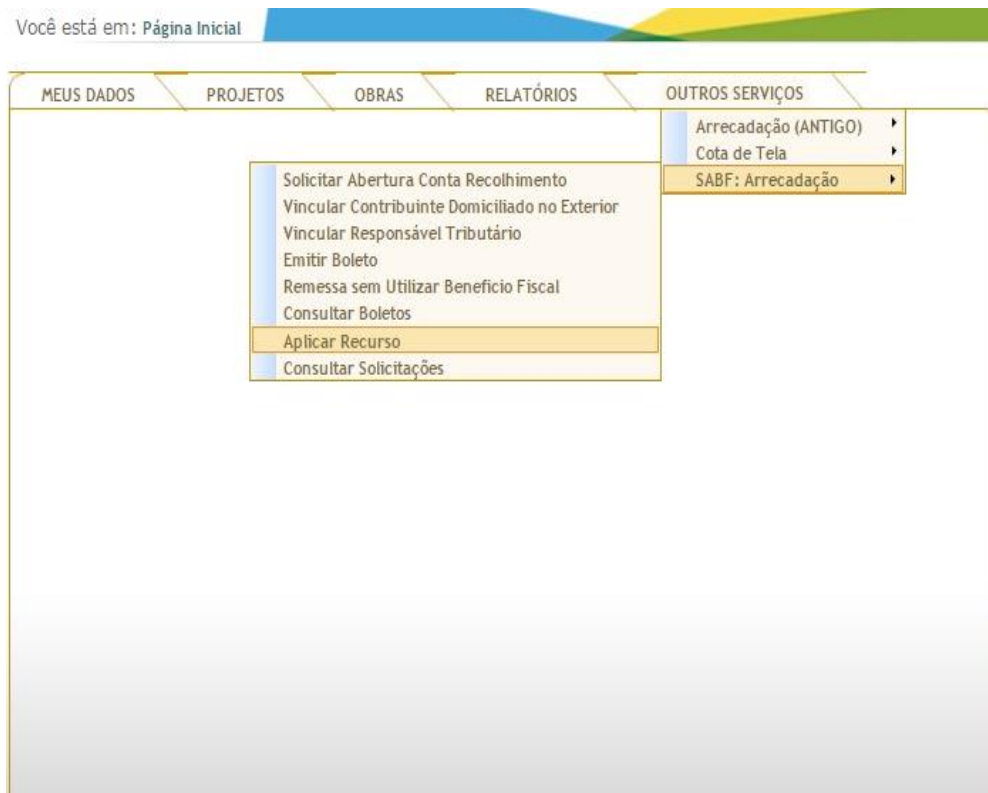 Você está em: Página Inicial
MEUS DADOS PROJETOS OBRAS RELATÓRIOS OUTROS SERVIÇOS
Arrecadação (ANTIGO)
Cota de Tela
SABF: Arrecadação
Solicitar Abertura Conta Recolhimento
Vincular Contribuinte Domiciliado no Exterior
Vincular Responsável Tributário
Emitir Boleto
Remessa sem Utilizar Beneficio Fiscal
Consultar Boletos
Aplicar Recurso
Consultar Solicitações